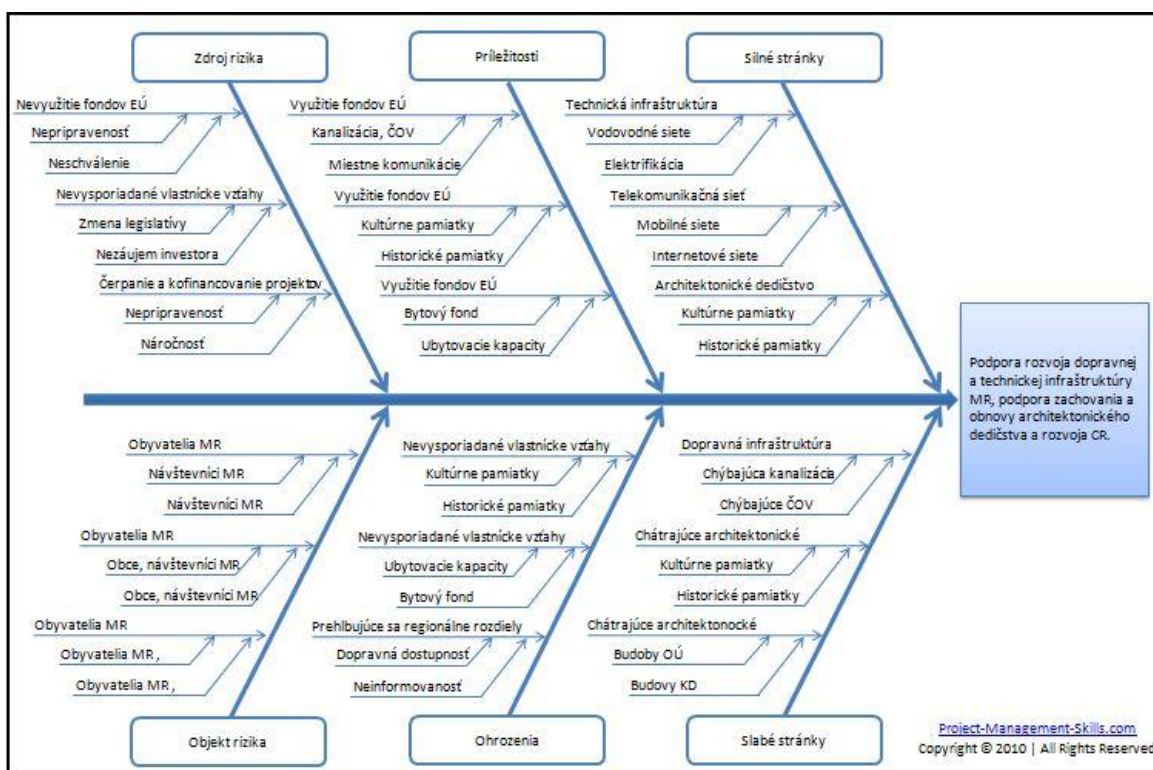 Zdroj rizika
Nevyužitie fondov EÚ
Nepripravenosť
Neschválenie
Nevysporiadané vlastnícke vzťahy
Zmena legislatívy
Nezáujem investora
Čerpanie a kofinancovanie projektov
Nepripravenosť
Náročnosť
Príležitosti
Využitie fondov EÚ
Kanalizácia, ČOV
Miestne komunikácie
Využitie fondov EÚ
Kultúrne pamiatky
Historické pamiatky
Využitie fondov EÚ
Bytový fond
Ubytovacie kapacity
Silné stránky
Technická infraštruktúra
Vodovodné siete
Elektrifikácia
Telekomunikačná sieť
Mobilné siete
Internetové siete
Architektonické dedičstvo
Kultúrne pamiatky
Historické pamiatky
Podpora rozvoja dopravnej
a technickej infraštruktúry
MR, podpora zachovania a
obnovy architektonického
dedičstva a rozvoja CR.
Obyvatelia MR
Návštevníci MR
Návštevníci MR
Obyvatelia MR
Obce, návštevníci MR
Obce, návštevníci MR
Obyvatelia MR
Obyvatelia MR ,
Obyvatelia MR ,
Objekt rizika
Nevysporiadané vlastnícke vzťahy
Kultúrne pamiatky
Historické pamiatky
Nevysporiadané vlastnícke vzťahy
Ubytovacie kapacity
Bytový fond
Prehlbujúce sa regionálne rozdiely
Dopravná dostupnosť
Neinformovanosť
Ohrozenia
Dopravná infraštruktúra
Chýbajúca kanalizácia
Chýbajúce ČOV
Chátrajúce architektonické
Kultúrne pamiatky
Historické pamiatky
Chátrajúce architektonocké
Budoby OÚ
Budovy KD
Slabé stránky
Project-Management-Skills.com
Copyright © 2010 | All Rights Reserved